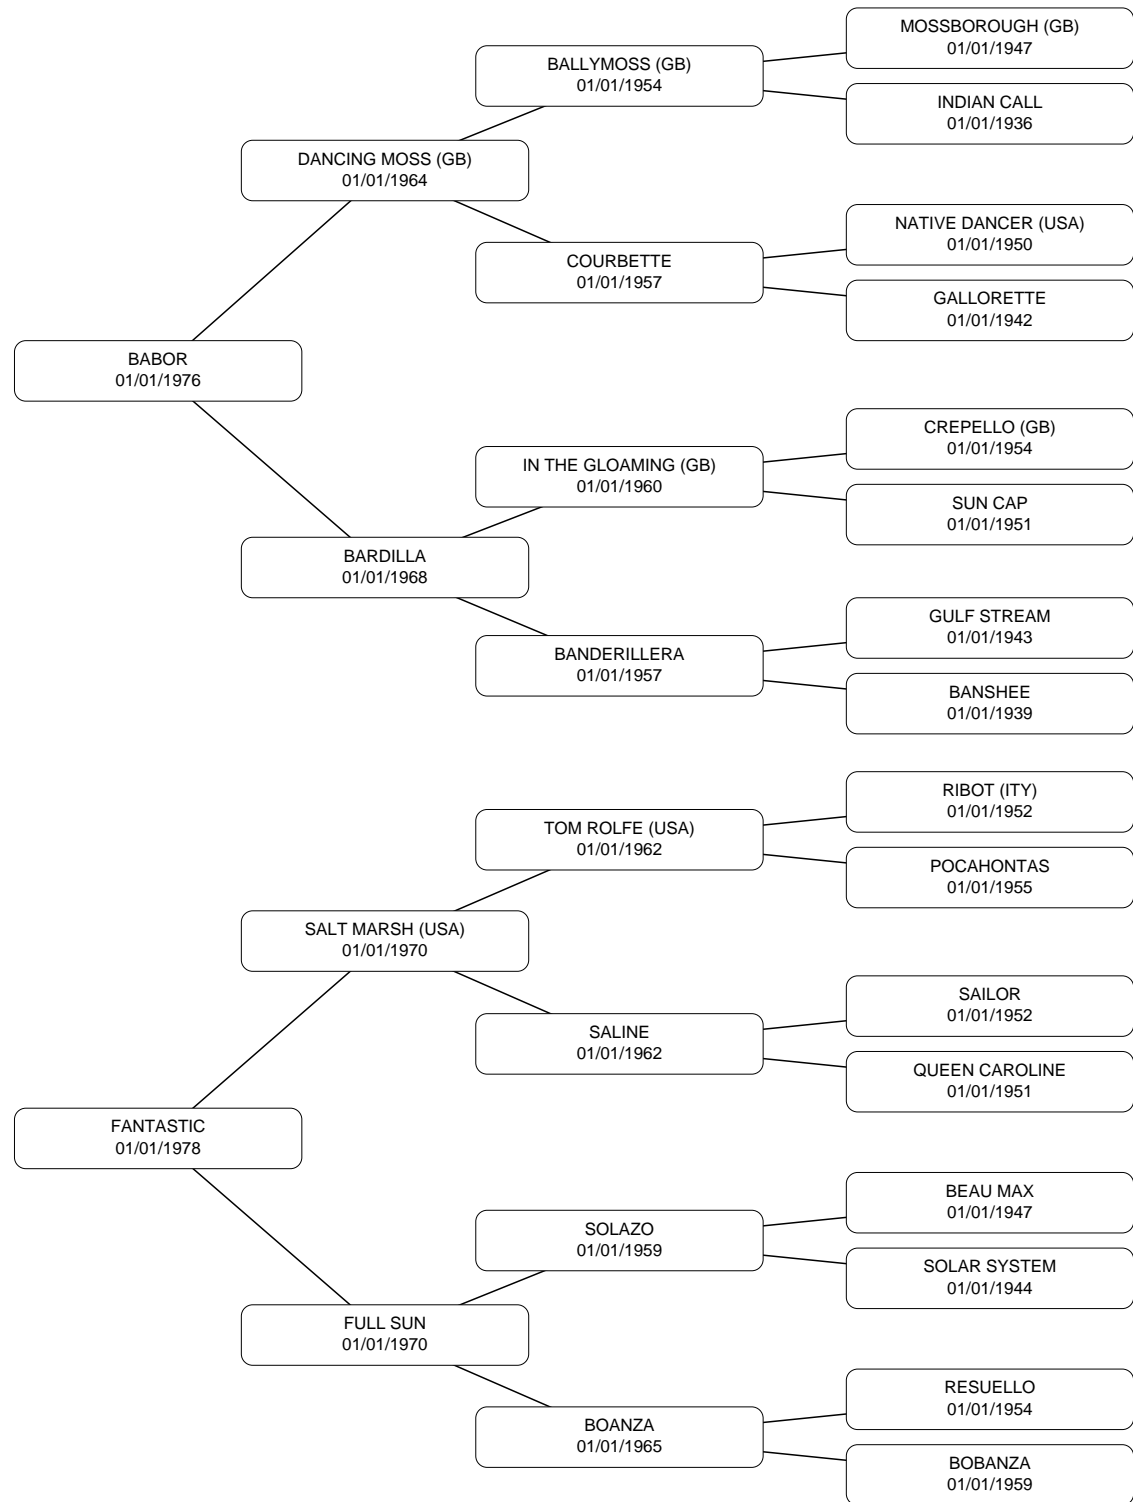 MOSSBOROUGH (GB)
01/01/1947
BALLYMOSS (GB)
01/01/1954
INDIAN CALL
01/01/1936
DANCING MOSS (GB)
01/01/1964
NATIVE DANCER (USA)
01/01/1950
COURBETTE
01/01/1957
GALLORETTE
01/01/1942
BABOR
01/01/1976
CREPELLO (GB)
01/01/1954
IN THE GLOAMING (GB)
01/01/1960
SUN CAP
01/01/1951
BARDILLA
01/01/1968
GULF STREAM
01/01/1943
BANDERILLERA
01/01/1957
BANSHEE
01/01/1939
RIBOT (ITY)
01/01/1952
TOM ROLFE (USA)
01/01/1962
POCAHONTAS
01/01/1955
SALT MARSH (USA)
01/01/1970
SAILOR
01/01/1952
SALINE
01/01/1962
QUEEN CAROLINE
01/01/1951
FANTASTIC
01/01/1978
BEAU MAX
01/01/1947
SOLAZO
01/01/1959
SOLAR SYSTEM
01/01/1944
FULL SUN
01/01/1970
RESUELLO
01/01/1954
BOANZA
01/01/1965
BOBANZA
01/01/1959